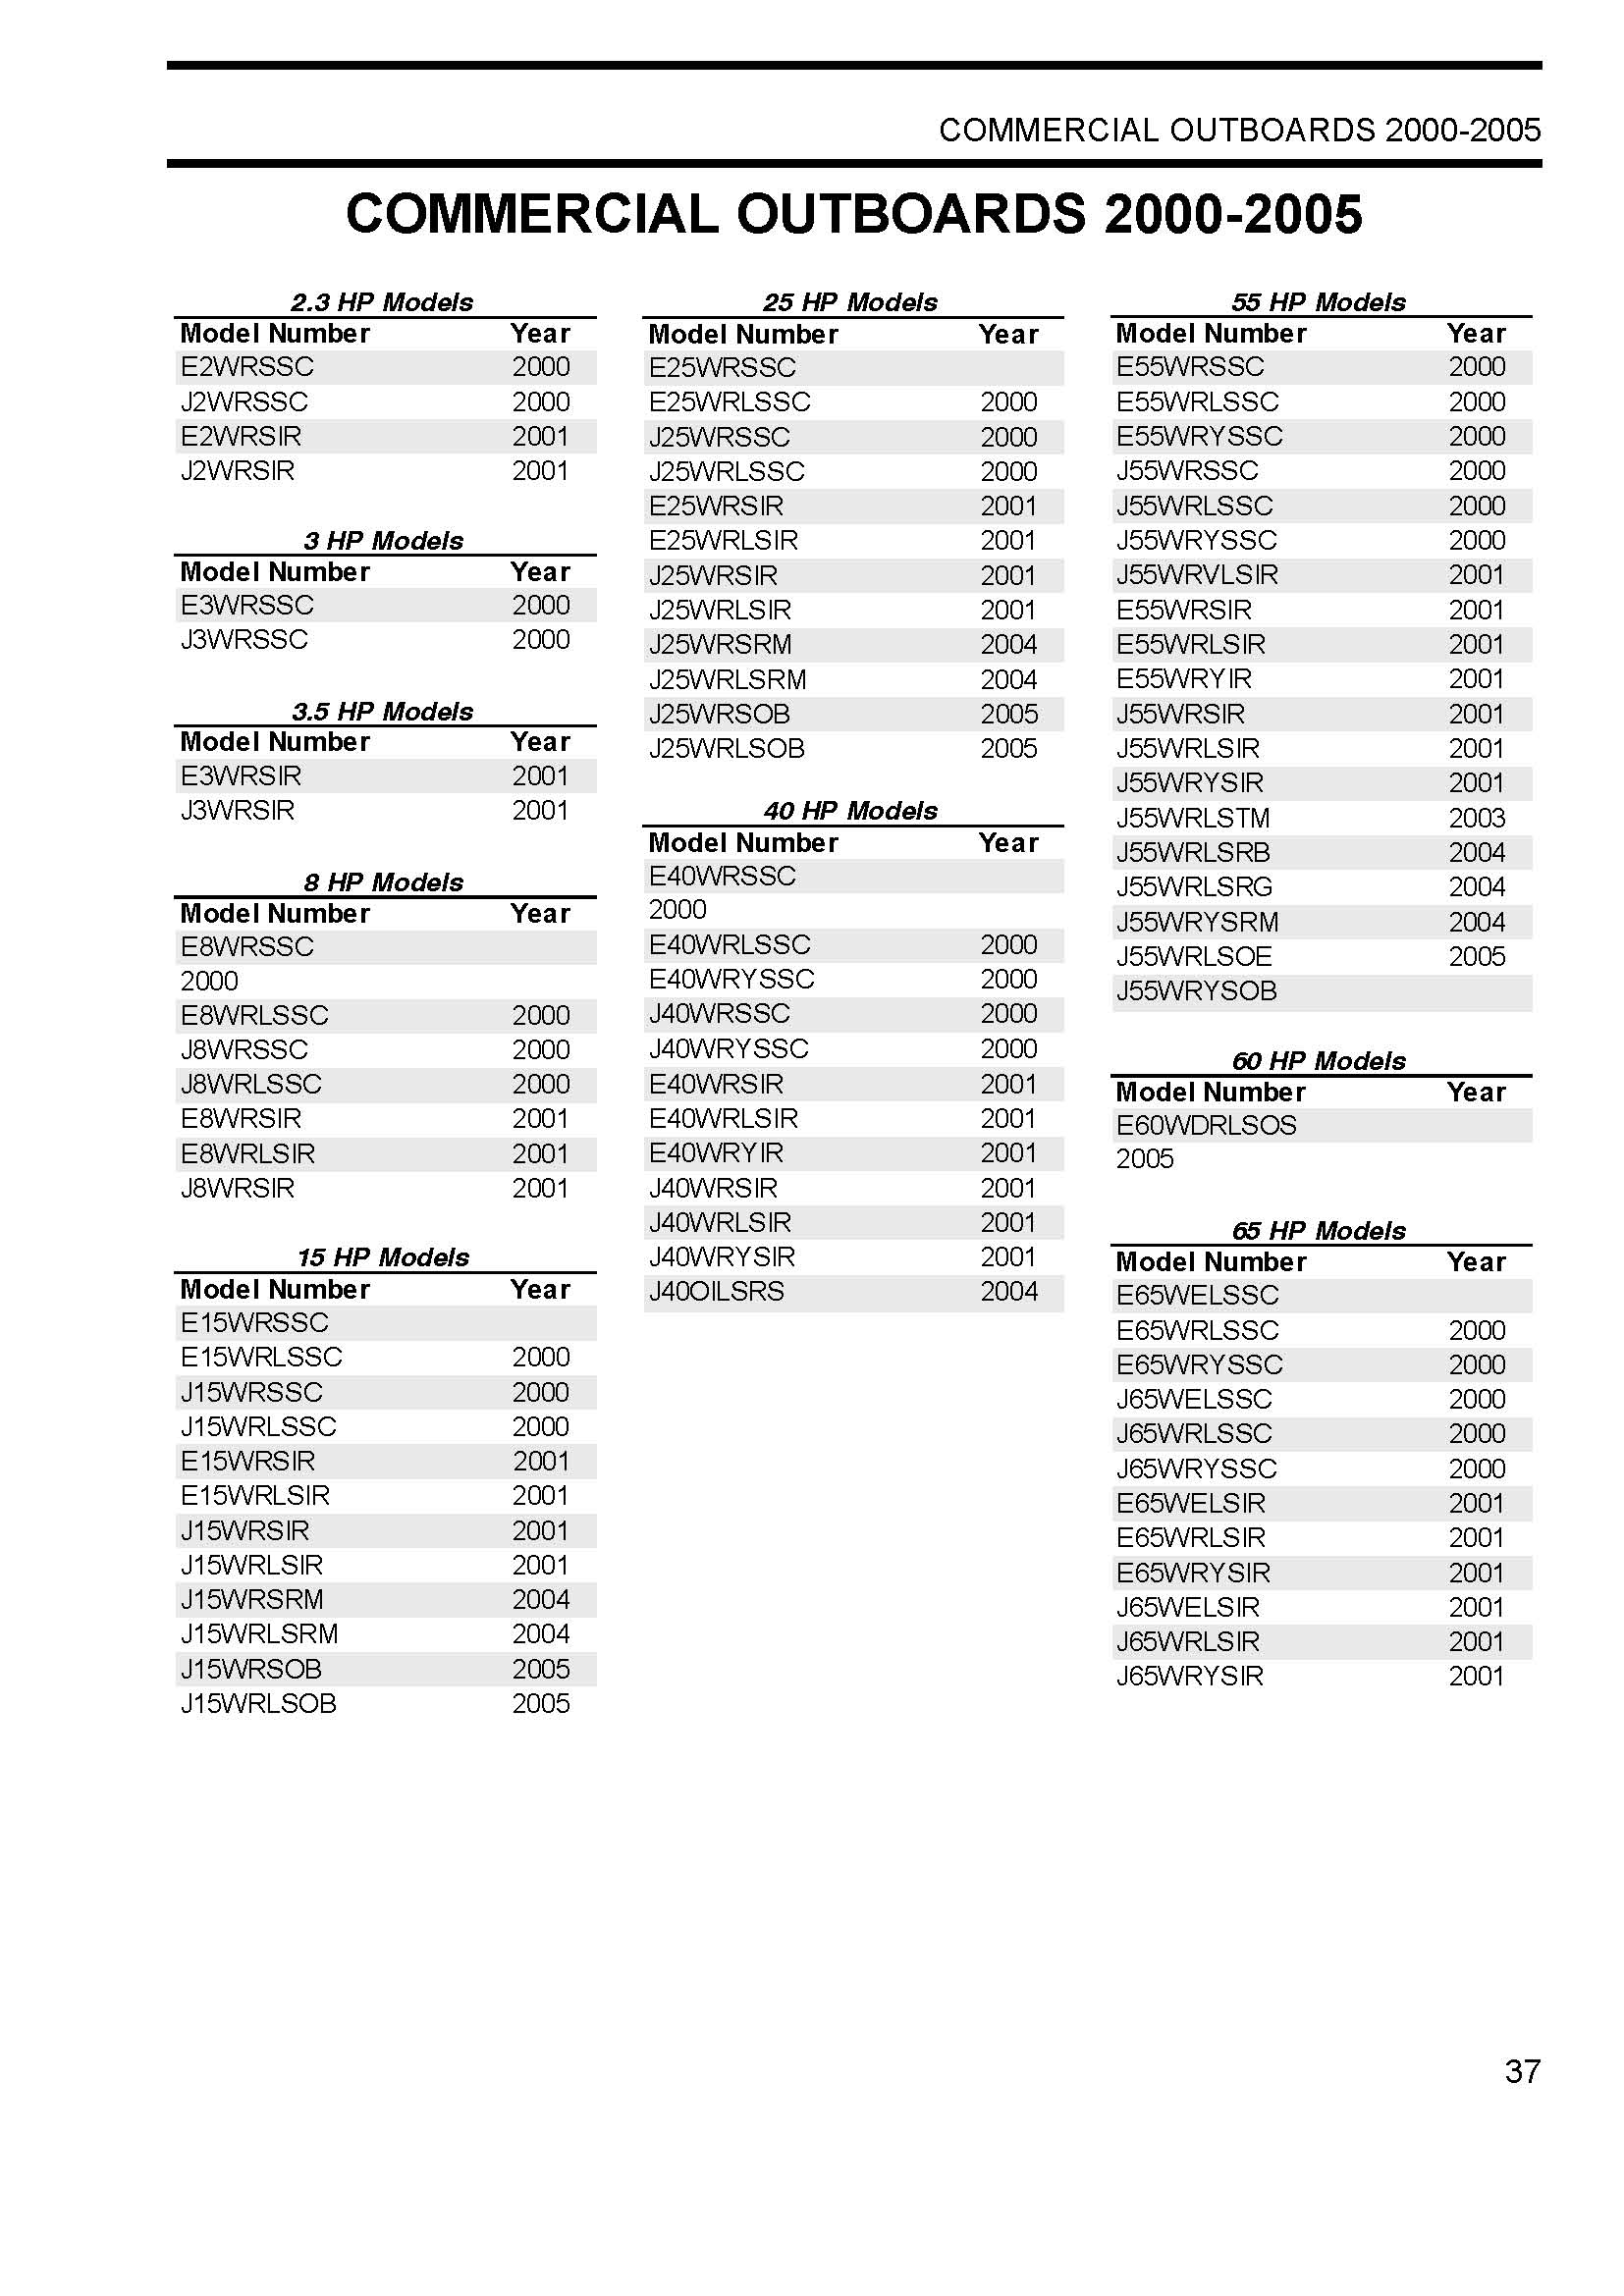 COMMERCIAL OUTBOARDS 2000-2005
COMMERCIAL OUTBOARDS 2000-2005
2.3 HP Models
Model Number Year
E2WRSSC 2000
J2WRSSC 2000
E2WRSIR 2001
J2WRSIR 2001
3 HP Models
Model Number Year
E3WRSSC 2000
J3WRSSC 2000
3.5 HP Models
Model Number Year
E3WRSIR 2001
J3WRSIR 2001
8 HP Models
Model Number Year
E8WRSSC
2000
E8WRLSSC 2000
J8WRSSC 2000
J8WRLSSC 2000
E8WRSIR 2001
E8WRLSIR 2001
J8WRSIR 2001
15 HP Models
Model Number Year
E15WRSSC
E15WRLSSC 2000
J15WRSSC 2000
J15WRLSSC 2000
E15WRSIR 2001
E15WRLSIR 2001
J15WRSIR 2001
J15WRLSIR 2001
J15WRSRM 2004
J15WRLSRM 2004
J15WRSOB 2005
J15WRLSOB 2005
25 HP Models
Model Number Year
E25WRSSC
E25WRLSSC 2000
J25WRSSC 2000
J25WRLSSC 2000
E25WRSIR 2001
E25WRLSIR 2001
J25WRSIR 2001
J25WRLSIR 2001
J25WRSRM 2004
J25WRLSRM 2004
J25WRSOB 2005
J25WRLSOB 2005
40 HP Models
Model Number Year
E40WRSSC
2000
E40WRLSSC 2000
E40WRYSSC 2000
J40WRSSC 2000
J40WRYSSC 2000
E40WRSIR 2001
E40WRLSIR 2001
E40WRYIR 2001
J40WRSIR 2001
J40WRLSIR 2001
J40WRYSIR 2001
J40OILSRS 2004
55 HP Models
Model Number Year
E55WRSSC 2000
E55WRLSSC 2000
E55WRYSSC 2000
J55WRSSC 2000
J55WRLSSC 2000
J55WRYSSC 2000
J55WRVLSIR 2001
E55WRSIR 2001
E55WRLSIR 2001
E55WRYIR 2001
J55WRSIR 2001
J55WRLSIR 2001
J55WRYSIR 2001
J55WRLSTM 2003
J55WRLSRB 2004
J55WRLSRG 2004
J55WRYSRM 2004
J55WRLSOE 2005
J55WRYSOB
60 HP Models
Model Number Year
E60WDRLSOS
2005
65 HP Models
Model Number Year
E65WELSSC
E65WRLSSC 2000
E65WRYSSC 2000
J65WELSSC 2000
J65WRLSSC 2000
J65WRYSSC 2000
E65WELSIR 2001
E65WRLSIR 2001
E65WRYSIR 2001
J65WELSIR 2001
J65WRLSIR 2001
J65WRYSIR 2001
37